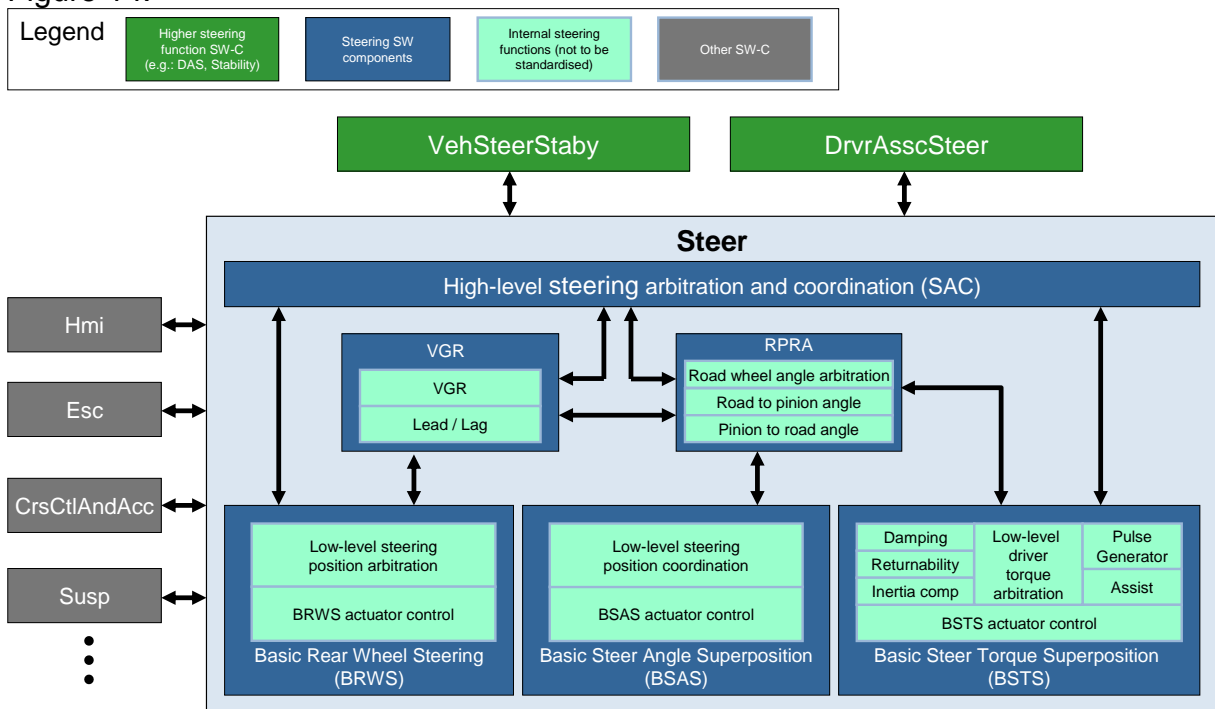 Legend
Higher steering
function SW-C
(e.g.: DAS, Stability)
Steering SW
components
Internal steering
functions (not to be
standardised)
Other SW-C
VehSteerStaby
DrvrAsscSteer
Steer
High-level steering arbitration and coordination (SAC)
Hmi
Esc
CrsCtlAndAcc
Susp
VGR
VGR
Lead / Lag
RPRA
Road wheel angle arbitration
Road to pinion angle
Pinion to road angle
Low-level steering
position arbitration
BRWS actuator control
Basic Rear Wheel Steering
(BRWS)
Low-level steering
position coordination
BSAS actuator control
Basic Steer Angle Superposition
(BSAS)
Damping
Returnability
Inertia comp
Low-level
driver
torque
arbitration
Pulse
Generator
Assist
BSTS actuator control
Basic Steer Torque Superposition
(BSTS)